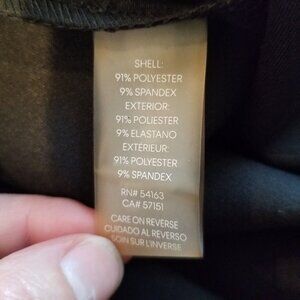 SHELL:
91% POLYESTER
9% SPANDEX
EXTERIOR:
91% POLIESTER
9% ELASTANO
EXTÉRIEUR:
91% POLYESTER
9% SPANDEX
RN# 54163
CA# 57151
CARE ON REVERSE
CUIDADO AL REVERSO
SOIN SUR L'INVERSE